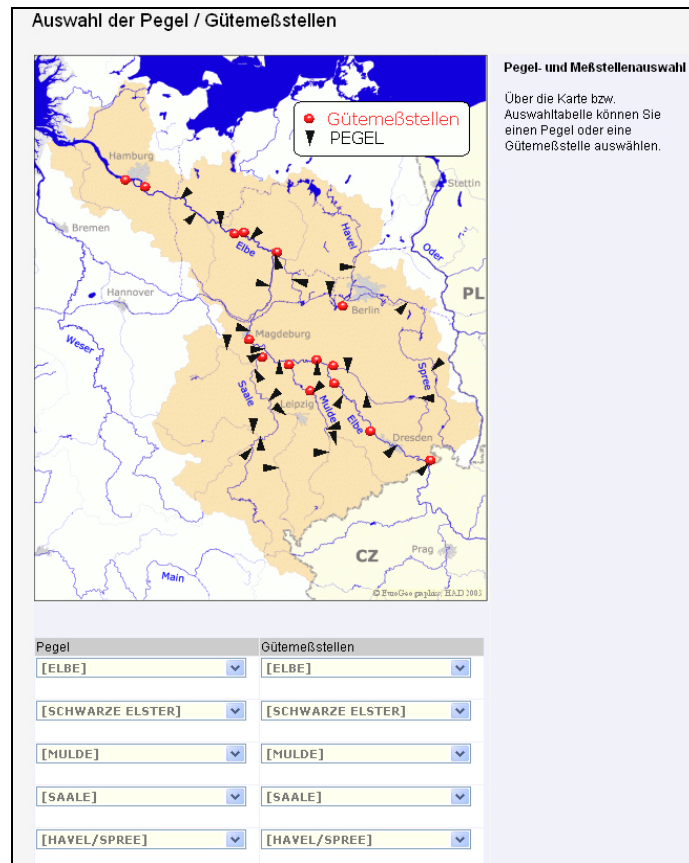 Auswahl der Pegel / Gütemeßstellen
Pegel- und Meßstellenauswahl
Über die Karte bzw.
Auswahltabelle können Sie
einen Pegel oder eine
Gütemeßstelle auswählen.
Gütemeßstellen
PEGEL
Hamburg
Stettin
Bremen
Elbe
Havel
Oder
Hannover
Berlin
PL
Weser
Magdeburg
Saale
Leipzig
Mulde
Elbe
Spree
Dresden
CZ
Prag
Main
© EuroGeographics; HAD 2003
Pegel Gütemeßstellen
[ELBE] [ELBE]
[SCHWARZE ELSTER] [SCHWARZE ELSTER]
[MULDE] [MULDE]
[SAALE] [SAALE]
[HAVEL/SPREE] [HAVEL/SPREE]